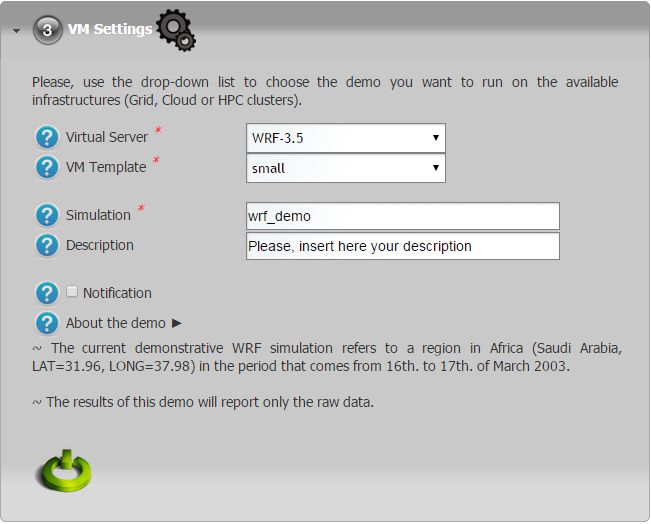 3 VM Settings
Please, use the drop-down list to choose the demo you want to run on the available
infrastructures (Grid, Cloud or HPC clusters).
? Virtual Server * WRF-3.5
? VM Template * small
? Simulation * wrf_demo
? Description Please, insert here your description
? Notification
? About the demo ►
~ The current demonstrative WRF simulation refers to a region in Africa (Saudi Arabia,
LAT=31.96, LONG=37.98) in the period that comes from 16th. to 17th. of March 2003.
~ The results of this demo will report only the raw data.